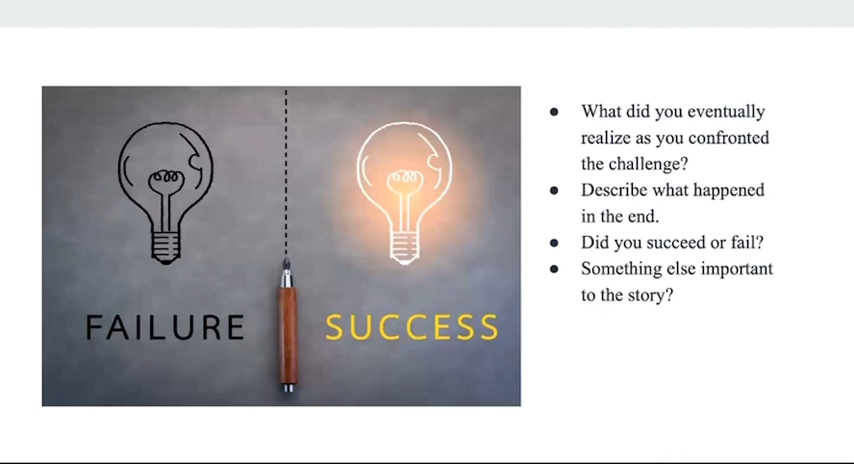 FAILURE
SUCCESS
● What did you eventually
realize as you confronted
the challenge?
● Describe what happened
in the end.
● Did you succeed or fail?
● Something else important
to the story?